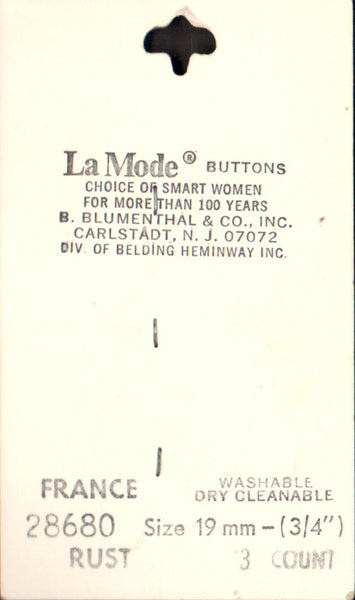 La Mode® BUTTONS
CHOICE OF SMART WOMEN
FOR MORE THAN 100 YEARS
B. BLUMENTHAL & CO., INC.
CARLSTADT, N. J. 07072
DIV. OF BELDING HEMINWAY INC.
FRANCE WASHABLE
DRY CLEANABLE
28680 Size 19 mm - (3/4")
RUST 3 COUNT